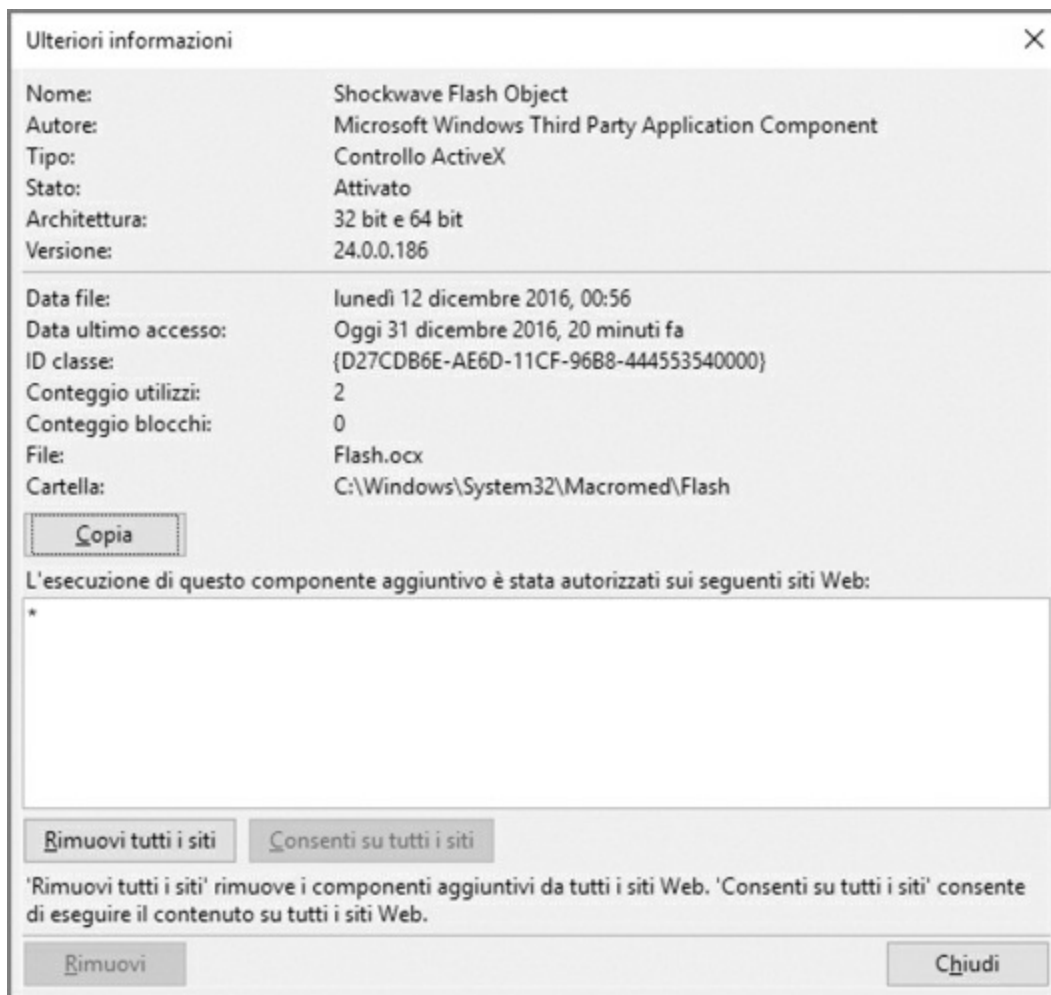 Ulteriori informazioni
Nome: Shockwave Flash Object
Autore: Microsoft Windows Third Party Application Component
Tipo: Controllo ActiveX
Stato: Attivato
Architettura: 32 bit e 64 bit
Versione: 24.0.0.186
Data file: lunedì 12 dicembre 2016, 00:56
Data ultimo accesso: Oggi 31 dicembre 2016, 20 minuti fa
ID classe: {D27CDB6E-AE6D-11CF-96B8-444553540000}
Conteggio utilizzi: 2
Conteggio blocchi: 0
File: Flash.ocx
Cartella: C:\Windows\System32\Macromed\Flash
Copia
L'esecuzione di questo componente aggiuntivo è stata autorizzati sui seguenti siti Web:
*
Rimuovi tutti i siti Consenti su tutti i siti
'Rimuovi tutti i siti' rimuove i componenti aggiuntivi da tutti i siti Web. 'Consenti su tutti i siti' consente
di eseguire il contenuto su tutti i siti Web.
Rimuovi Chiudi